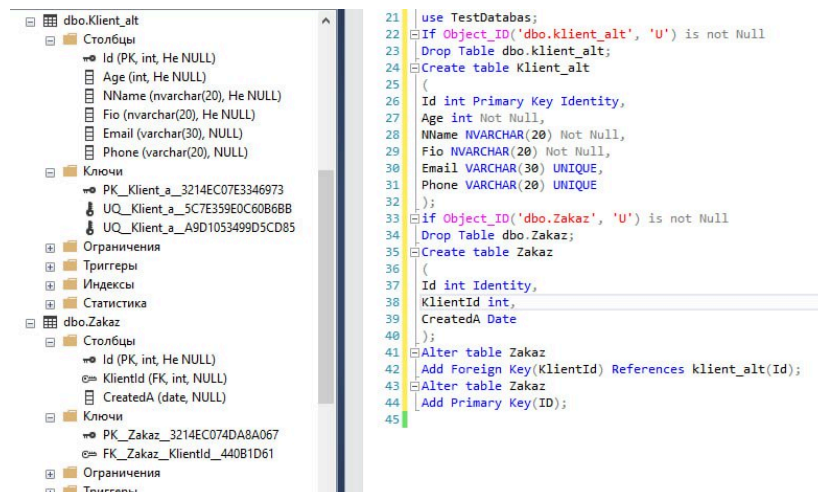 dbo.Klient_alt
Столбцы
Id (PK, int, Не NULL)
Age (int, Не NULL)
NName (nvarchar(20), Не NULL)
Fio (nvarchar(20), Не NULL)
Email (varchar(30), NULL)
Phone (varchar(20), NULL)
Ключи
PK__Klient_a__3214EC07E3346973
UQ__Klient_a__5C7E359E0C60B6BB
UQ__Klient_a__A9D1053499D5CD85
Ограничения
Триггеры
Индексы
Статистика
dbo.Zakaz
Столбцы
Id (PK, int, Не NULL)
KlientId (FK, int, NULL)
CreatedA (date, NULL)
Ключи
PK__Zakaz__3214EC074DA8A067
FK__Zakaz__KlientId__440B1D61
Ограничения
Триггеры
21 use TestDatabas;
22 If Object_ID('dbo.klient_alt', 'U') is not Null
23 Drop Table dbo.klient_alt;
24 Create table Klient_alt
25 (
26 Id int Primary Key Identity,
27 Age int Not Null,
28 NName NVARCHAR(20) Not Null,
29 Fio NVARCHAR(20) Not Null,
30 Email VARCHAR(30) UNIQUE,
31 Phone VARCHAR(20) UNIQUE
32 );
33 if Object_ID('dbo.Zakaz', 'U') is not Null
34 Drop Table dbo.Zakaz;
35 Create table Zakaz
36 (
37 Id int Identity,
38 KlientId int,
39 CreatedA Date
40 );
41 Alter table Zakaz
42 Add Foreign Key(KlientId) References klient_alt(Id);
43 Alter table Zakaz
44 Add Primary Key(ID);
45